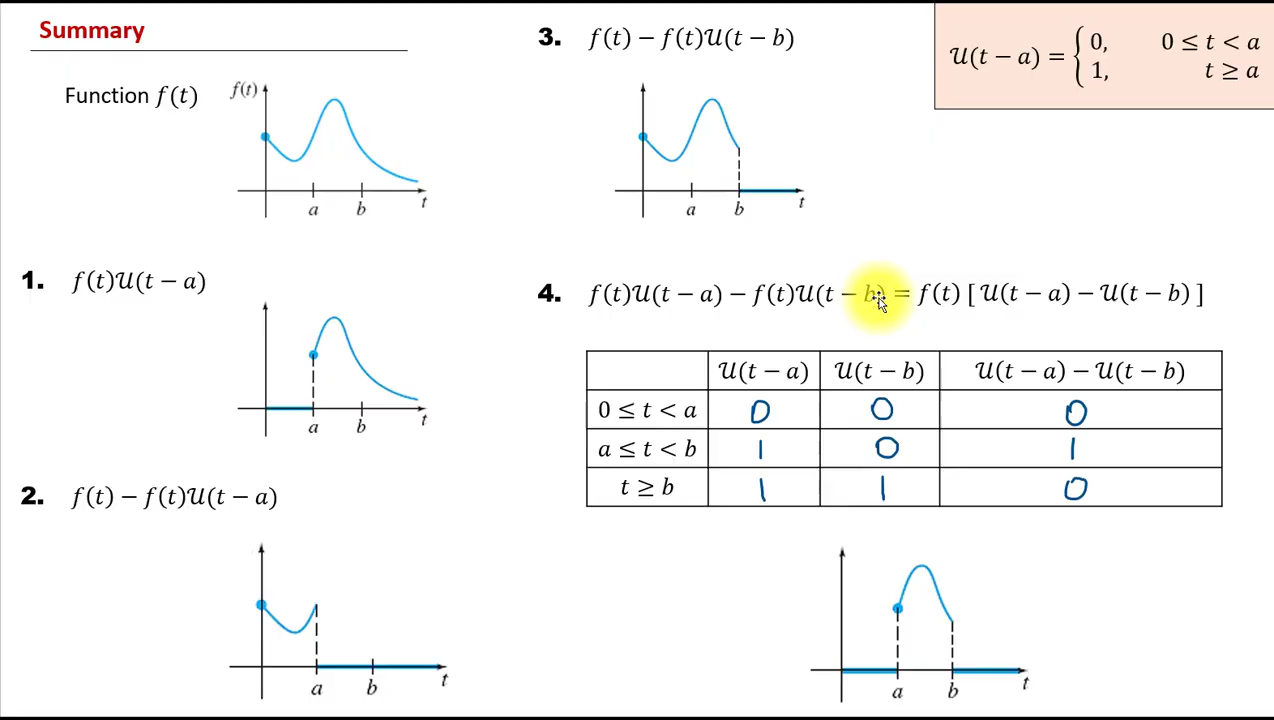 Summary
Function f(t)
f(t)
a b t
1. f(t)𝒰(t − a)
a b t
2. f(t) − f(t)𝒰(t − a)
a b t
3. f(t) − f(t)𝒰(t − b)
a b t
𝒰(t − a) = { 0, 0 ≤ t < a
1, t ≥ a
4. f(t)𝒰(t − a) − f(t)𝒰(t − b) = f(t) [ 𝒰(t − a) − 𝒰(t − b) ]
𝒰(t − a) 𝒰(t − b) 𝒰(t − a) − 𝒰(t − b)
0 ≤ t < a 0 0 0
a ≤ t < b 1 0 1
t ≥ b 1 1 0
a b t